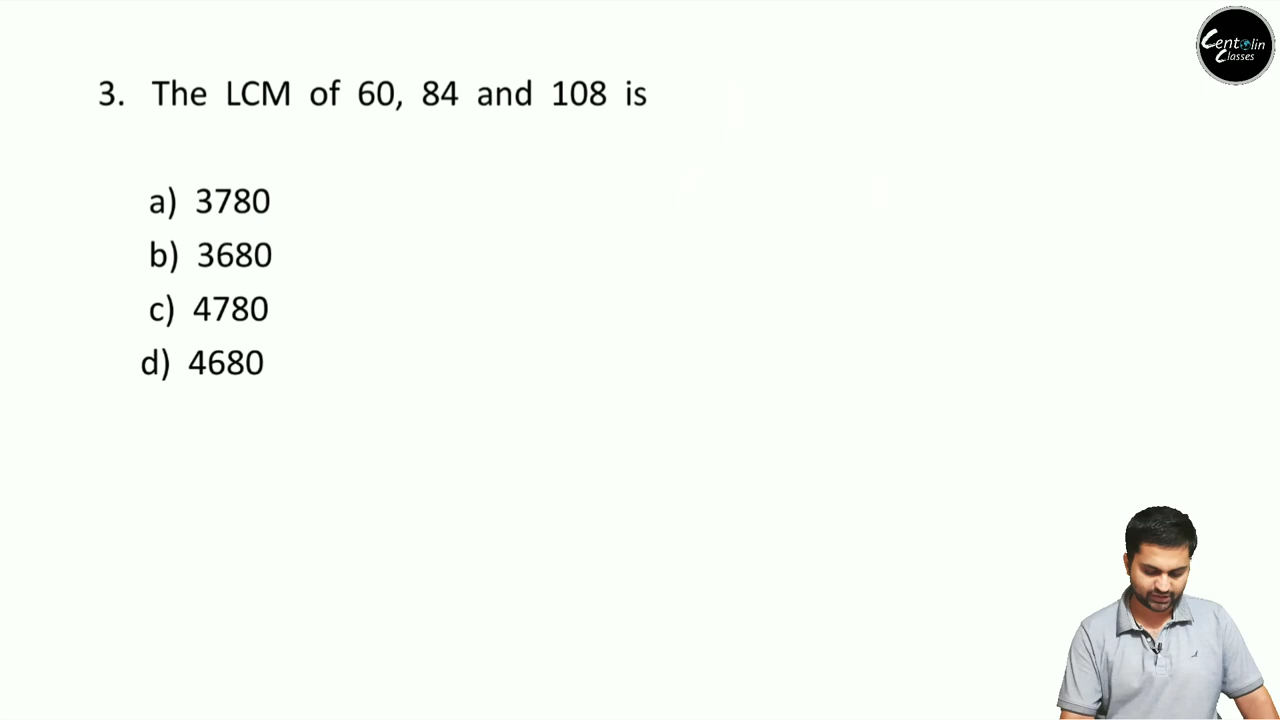 Centolin
Classes
3. The LCM of 60, 84 and 108 is
a) 3780
b) 3680
c) 4780
d) 4680